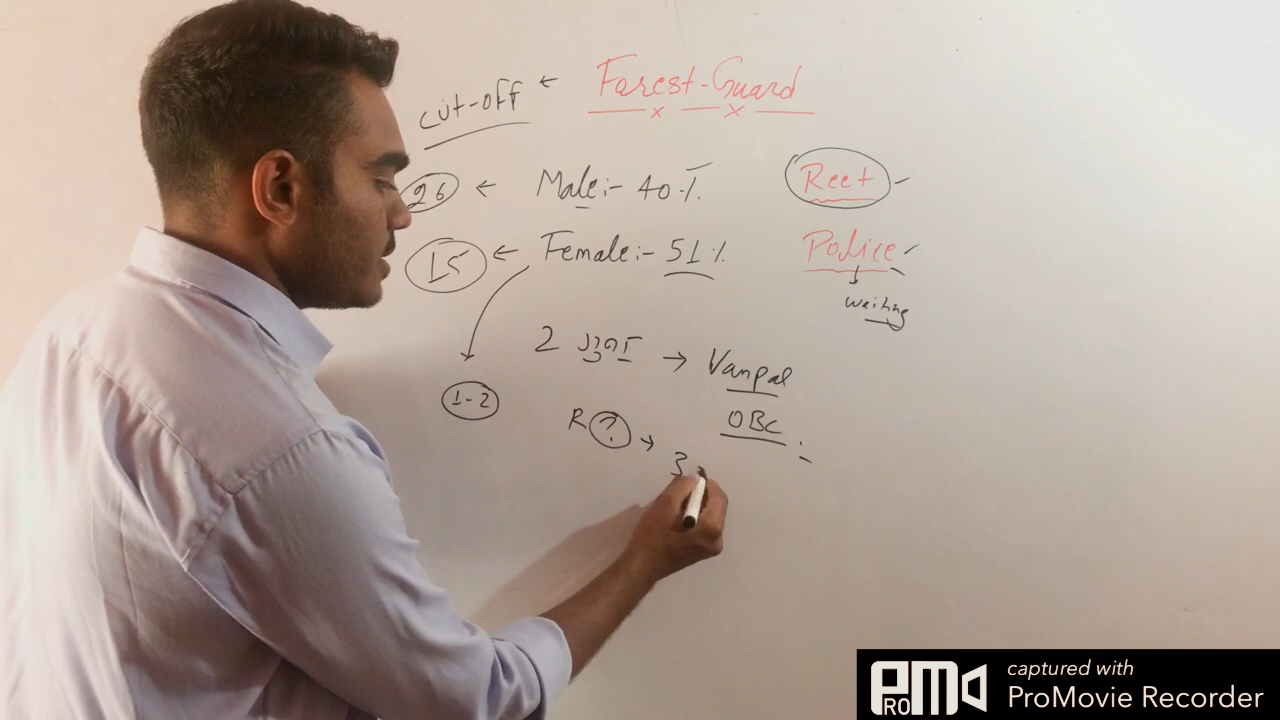 cut-off ← Forest-Guard
26 ← Male :- 40 %
Reet
15 ← Female :- 51 %
Police
↓
waiting
1-2
2 गुणा → Vanpal
OBC :-
R ? → 3
PRO M
captured with
ProMovie Recorder